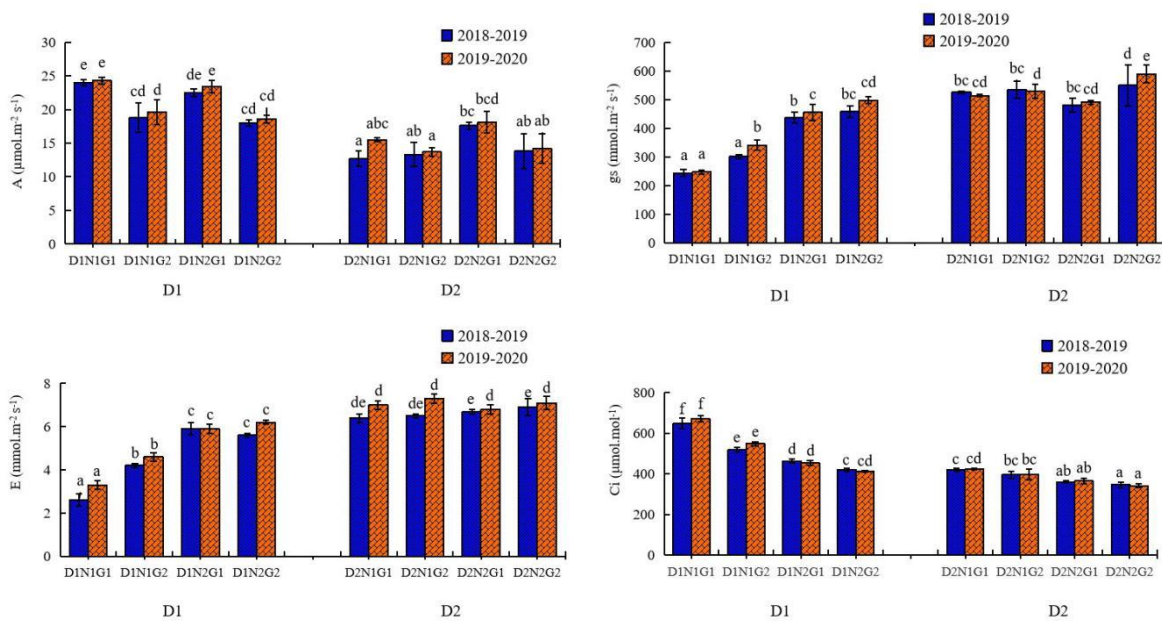 2018-2019
2019-2020
A (μmol.m⁻² s⁻¹)
30
25
20
15
10
5
0
e e cd d de e cd cd a abc a a bc bcd ab ab
D1N1G1 D1N1G2 D1N2G1 D1N2G2 D2N1G1 D2N1G2 D2N2G1 D2N2G2
D1 D2
2018-2019
2019-2020
gs (mmol.m⁻² s⁻¹)
700
600
500
400
300
200
100
0
a a a b b c bc cd bc cd bc d bc cd d e
D1N1G1 D1N1G2 D1N2G1 D1N2G2 D2N1G1 D2N1G2 D2N2G1 D2N2G2
D1 D2
2018-2019
2019-2020
E (mmol.m⁻² s⁻¹)
8
6
4
2
0
a a b b c c c c de d de d e d e d
D1N1G1 D1N1G2 D1N2G1 D1N2G2 D2N1G1 D2N1G2 D2N2G1 D2N2G2
D1 D2
2018-2019
2019-2020
Ci (μmol.mol⁻¹)
800
600
400
200
0
f f e e d d c cd c cd bc bc ab ab a a
D1N1G1 D1N1G2 D1N2G1 D1N2G2 D2N1G1 D2N1G2 D2N2G1 D2N2G2
D1 D2